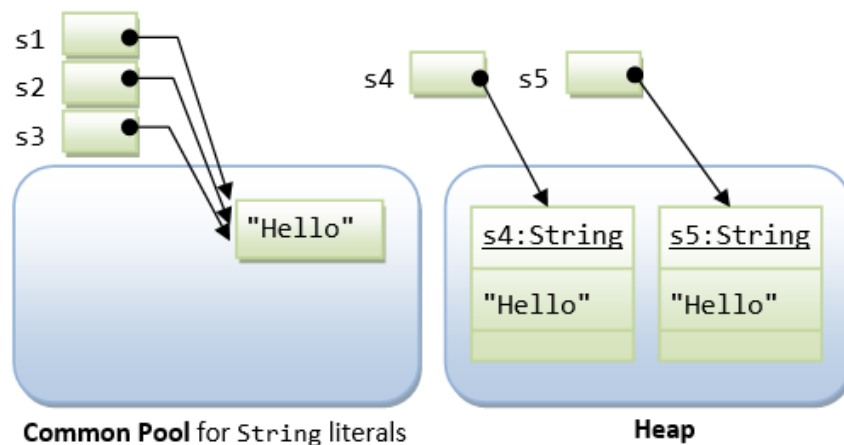 s1
s2
s3
s4
s5
"Hello"
s4:String
"Hello"
s5:String
"Hello"
Common Pool for String literals
Heap